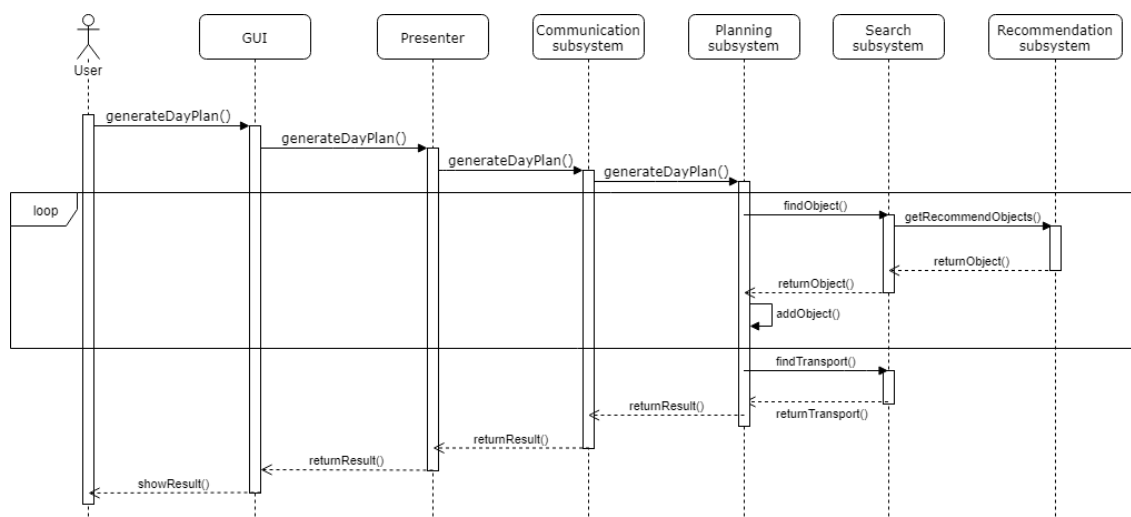 User
GUI
Presenter
Communication
subsystem
Planning
subsystem
Search
subsystem
Recommendation
subsystem
generateDayPlan()
generateDayPlan()
generateDayPlan()
generateDayPlan()
loop
findObject()
getRecommendObjects()
returnObject()
returnObject()
addObject()
findTransport()
returnTransport()
returnResult()
returnResult()
returnResult()
showResult()